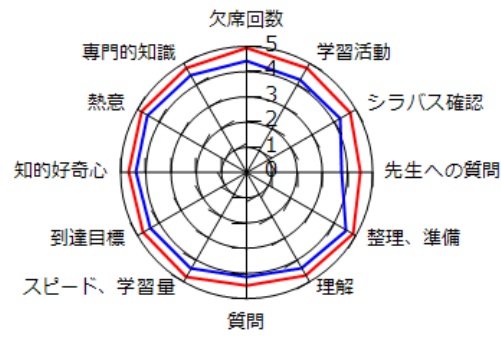 欠席回数
学習活動
シラバス確認
先生への質問
整理、準備
理解
質問
スピード、学習量
到達目標
知的好奇心
熱意
専門的知識
5
4
3
2
1
0